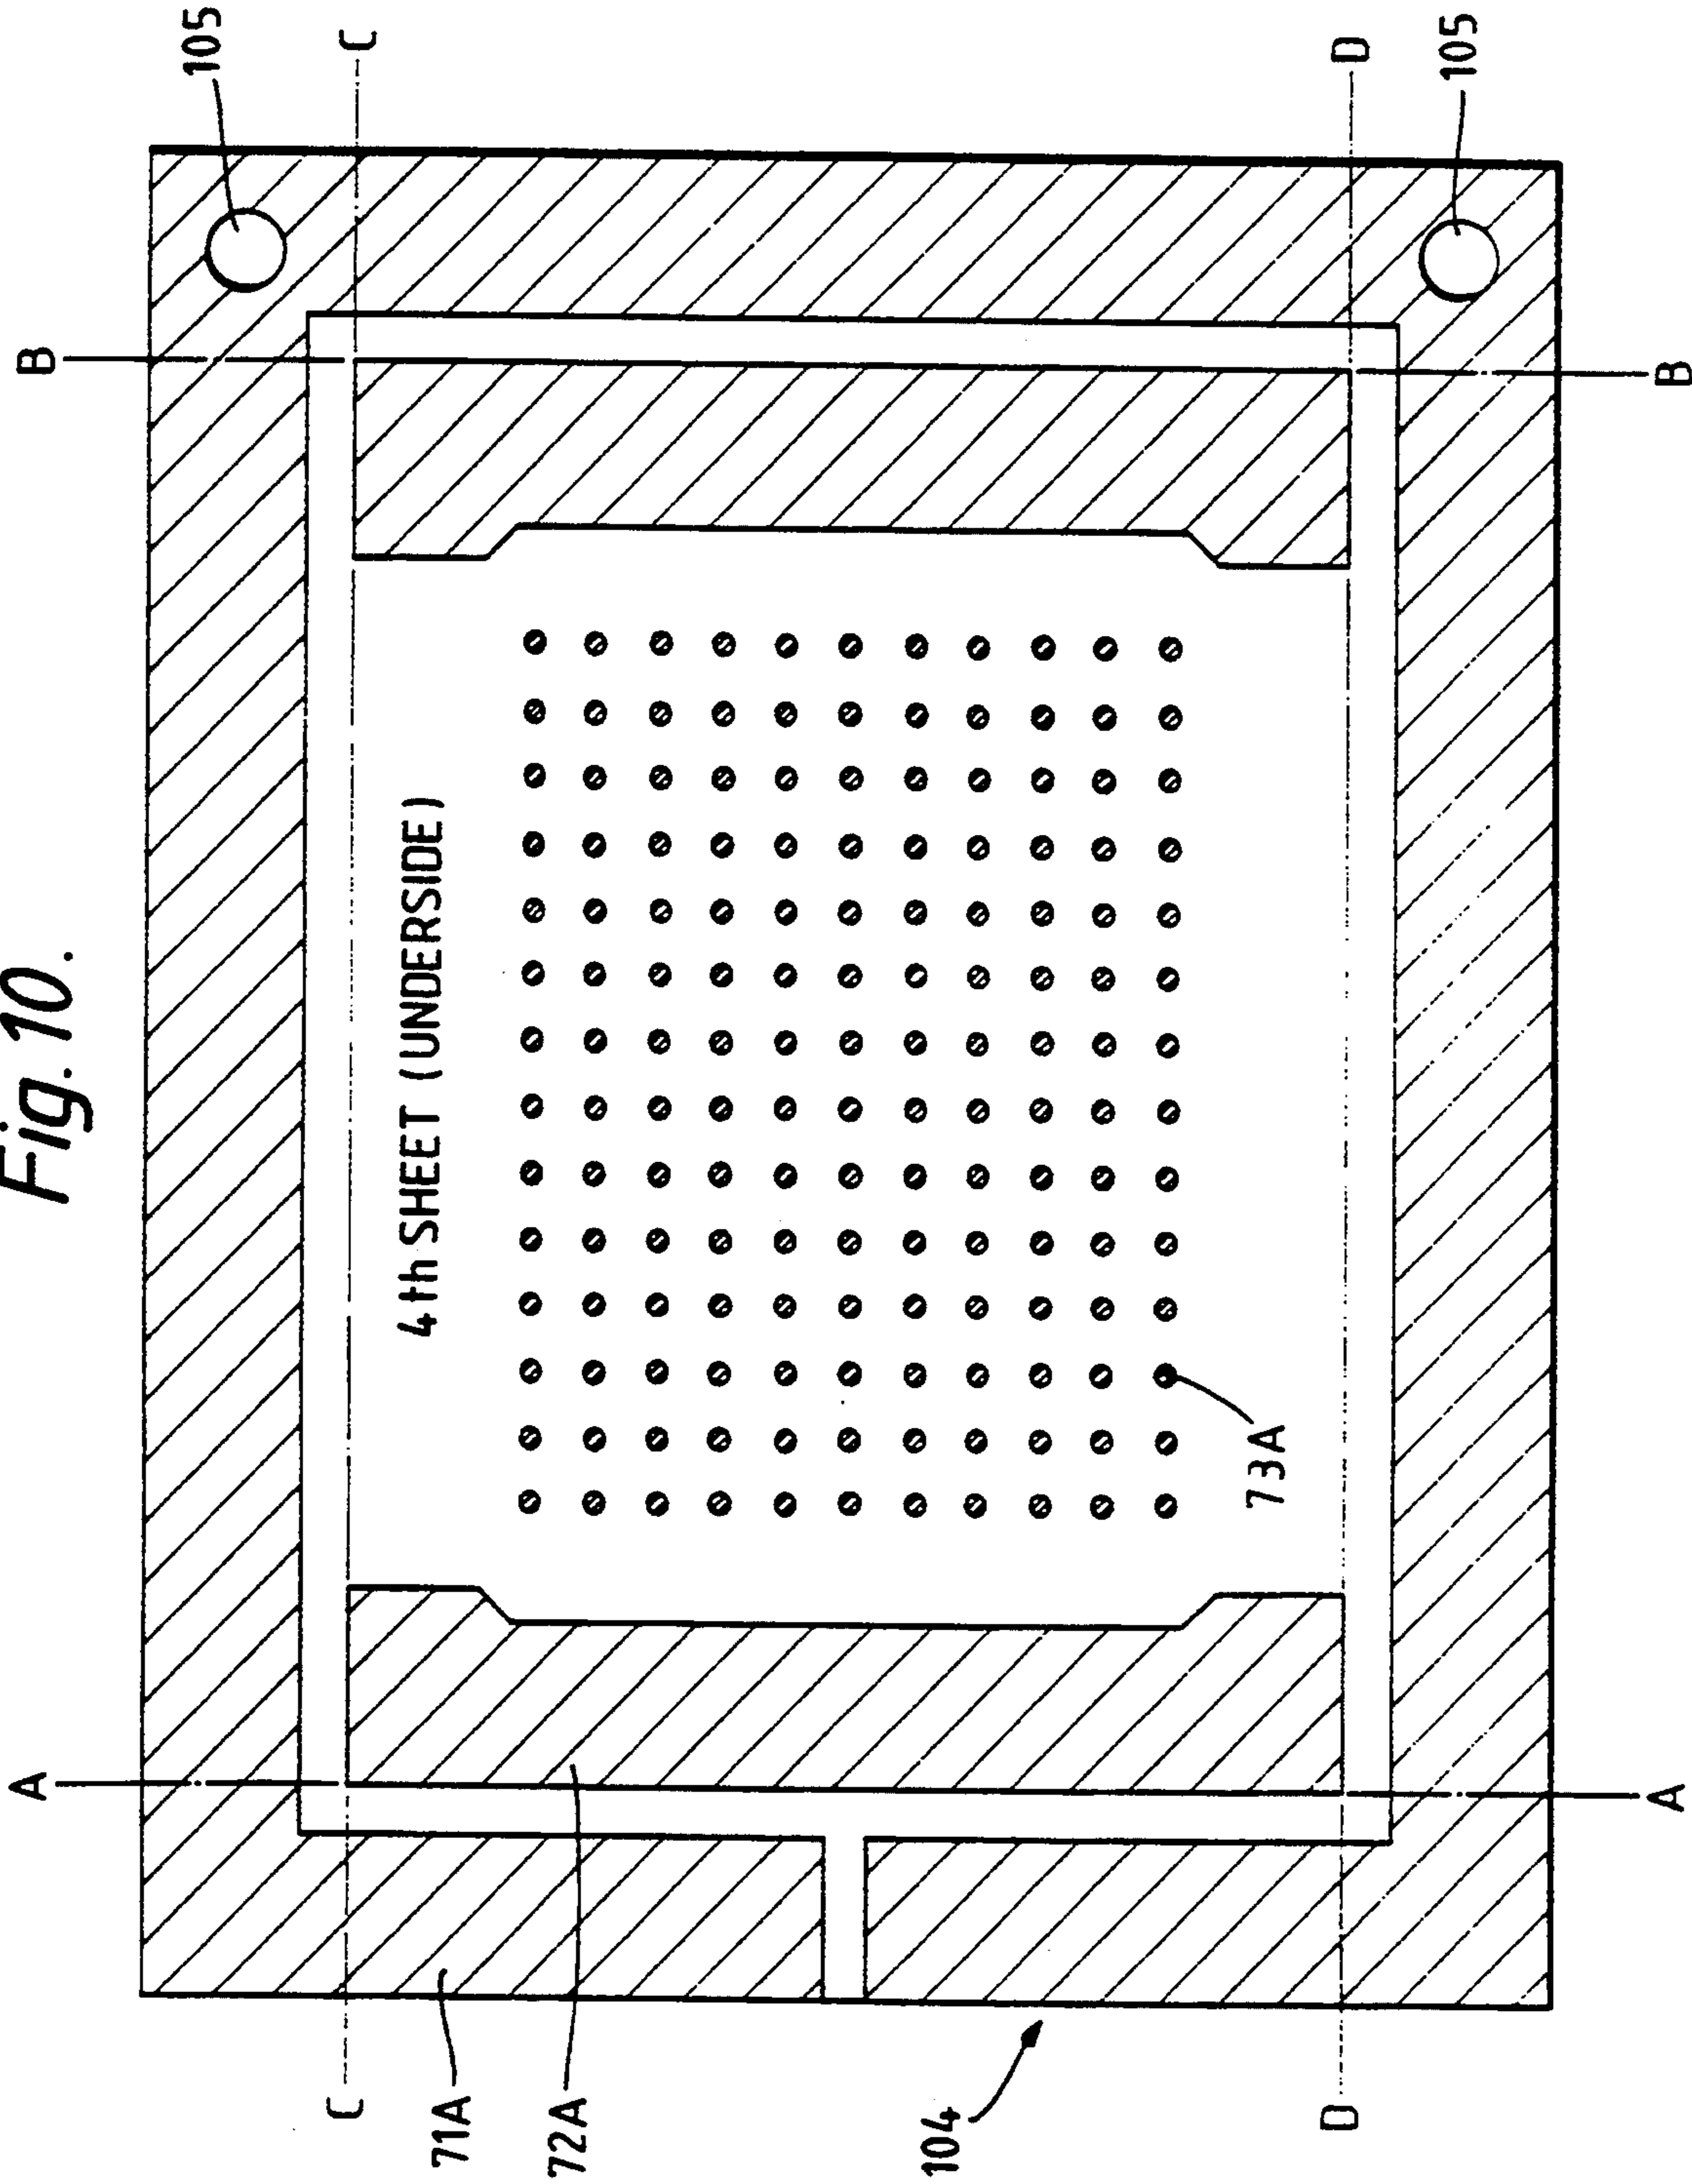 Fig.10.
A
B
105
C
C
4th SHEET (UNDERSIDE)
71A
72A
104
73A
D
D
105
A
B